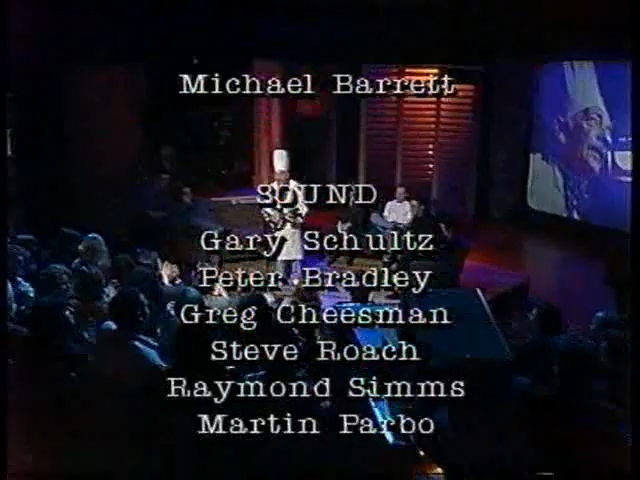 Michael Barrett
SOUND
Gary Schultz
Peter Bradley
Greg Cheesman
Steve Roach
Raymond Simms
Martin Parbo